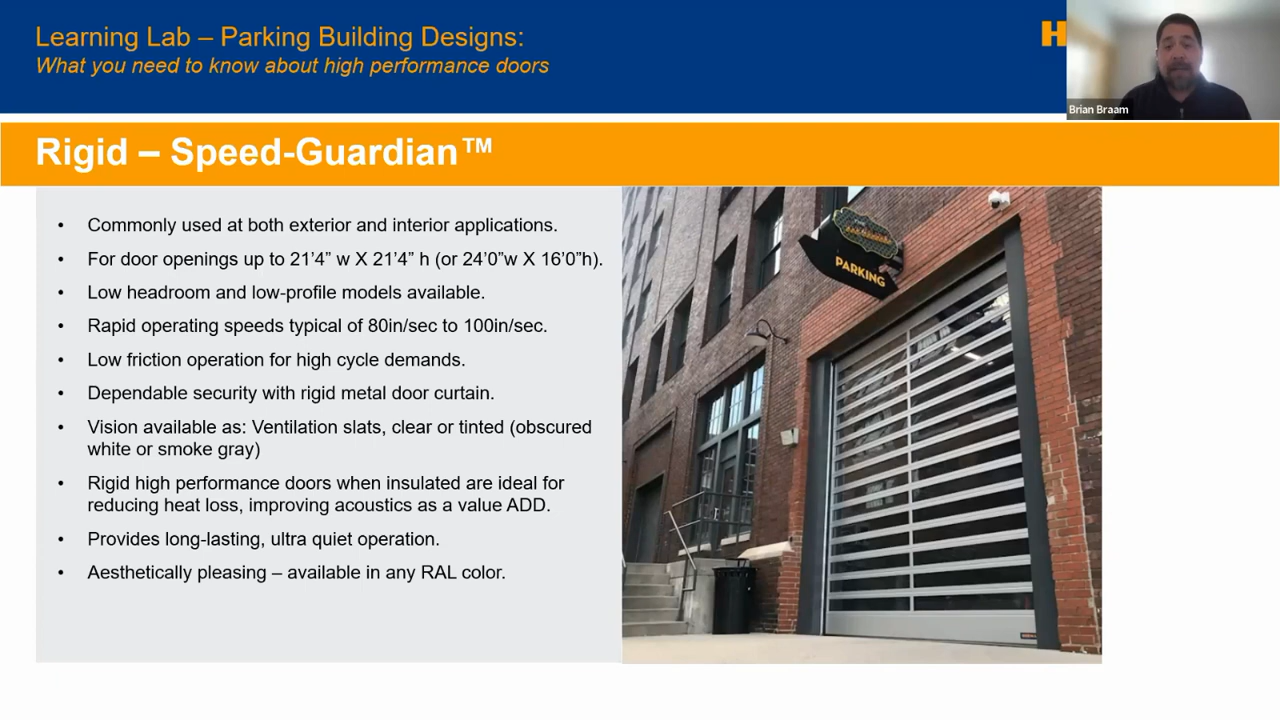 Learning Lab – Parking Building Designs:
What you need to know about high performance doors
H
Brian Braam
Rigid – Speed-Guardian™
• Commonly used at both exterior and interior applications.
• For door openings up to 21’4” w X 21’4” h (or 24’0”w X 16’0”h).
• Low headroom and low-profile models available.
• Rapid operating speeds typical of 80in/sec to 100in/sec.
• Low friction operation for high cycle demands.
• Dependable security with rigid metal door curtain.
• Vision available as: Ventilation slats, clear or tinted (obscured
white or smoke gray)
• Rigid high performance doors when insulated are ideal for
reducing heat loss, improving acoustics as a value ADD.
• Provides long-lasting, ultra quiet operation.
• Aesthetically pleasing – available in any RAL color.
PARKING